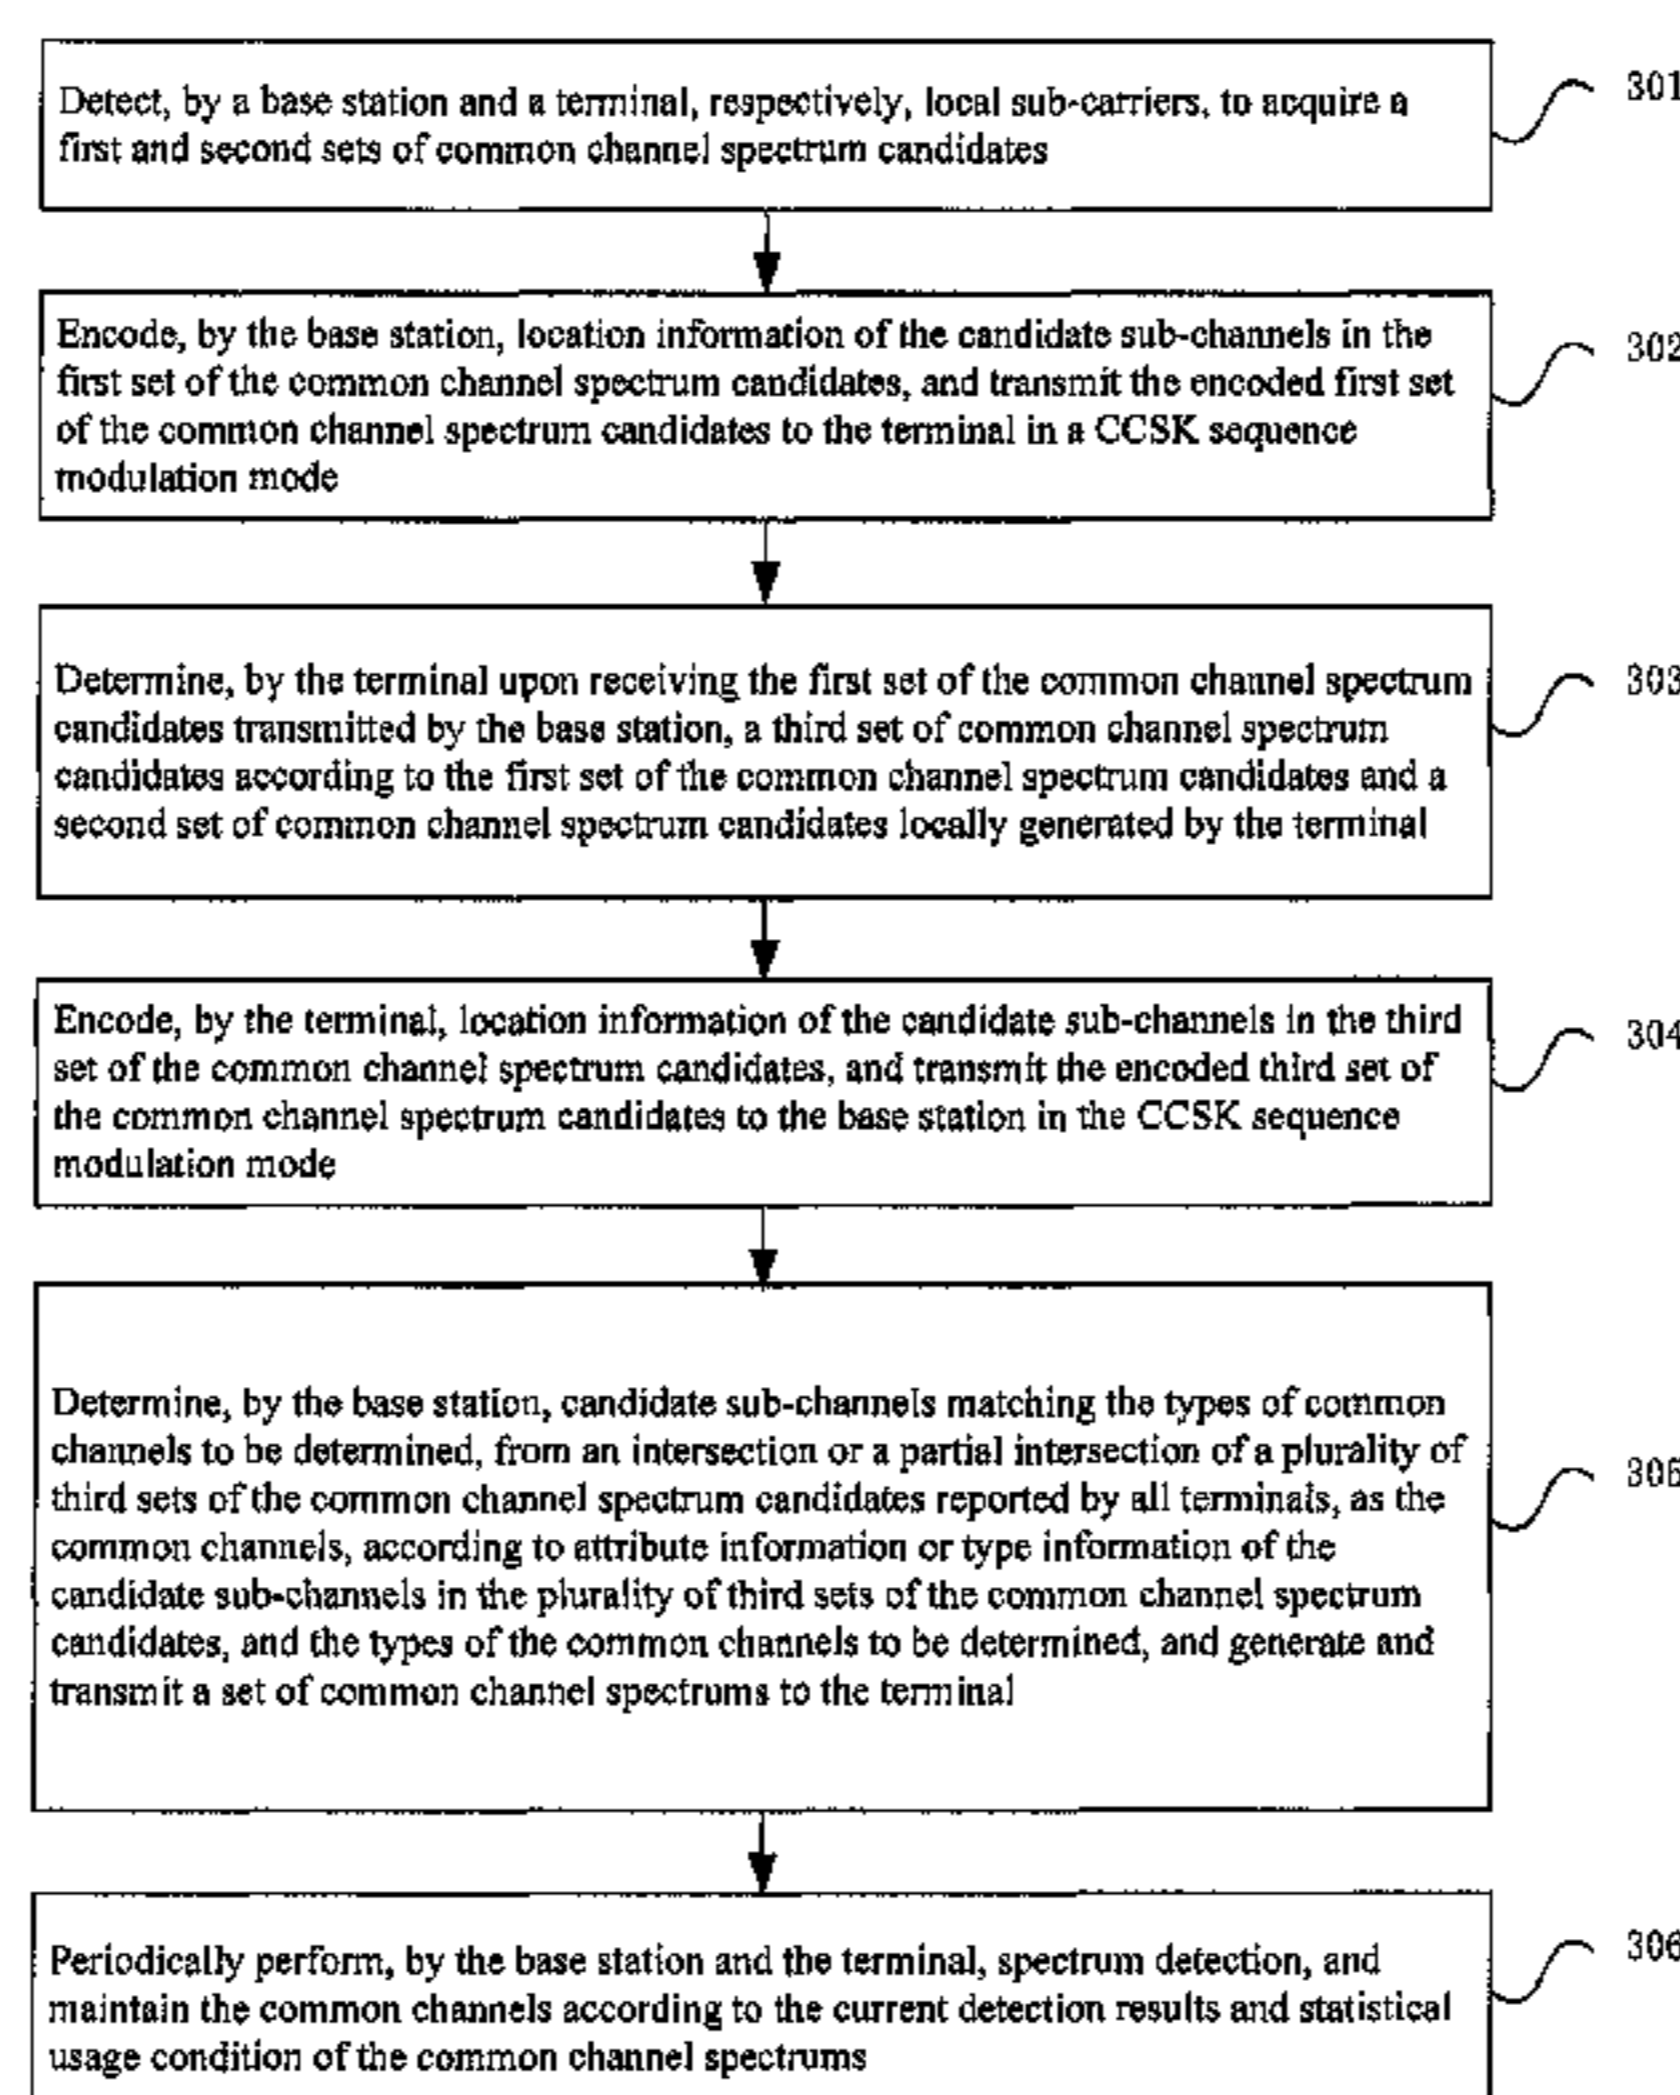 Detect, by a base station and a terminal, respectively, local sub-carriers, to acquire a
first and second sets of common channel spectrum candidates
301
Encode, by the base station, location information of the candidate sub-channels in the
first set of the common channel spectrum candidates, and transmit the encoded first set
of the common channel spectrum candidates to the terminal in a CCSK sequence
modulation mode
302
Determine, by the terminal upon receiving the first set of the common channel spectrum
candidates transmitted by the base station, a third set of common channel spectrum
candidates according to the first set of the common channel spectrum candidates and a
second set of common channel spectrum candidates locally generated by the terminal
303
Encode, by the terminal, location information of the candidate sub-channels in the third
set of the common channel spectrum candidates, and transmit the encoded third set of
the common channel spectrum candidates to the base station in the CCSK sequence
modulation mode
304
Determine, by the base station, candidate sub-channels matching the types of common
channels to be determined, from an intersection or a partial intersection of a plurality of
third sets of the common channel spectrum candidates reported by all terminals, as the
common channels, according to attribute information or type information of the
candidate sub-channels in the plurality of third sets of the common channel spectrum
candidates, and the types of the common channels to be determined, and generate and
transmit a set of common channel spectrums to the terminal
305
Periodically perform, by the base station and the terminal, spectrum detection, and
maintain the common channels according to the current detection results and statistical
usage condition of the common channel spectrums
306